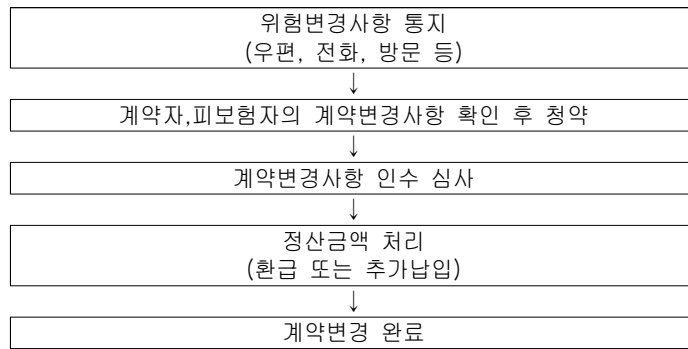 위험변경사항 통지
(우편, 전화, 방문 등)
↓
계약자,피보험자의 계약변경사항 확인 후 청약
↓
계약변경사항 인수 심사
↓
정산금액 처리
(환급 또는 추가납입)
↓
계약변경 완료